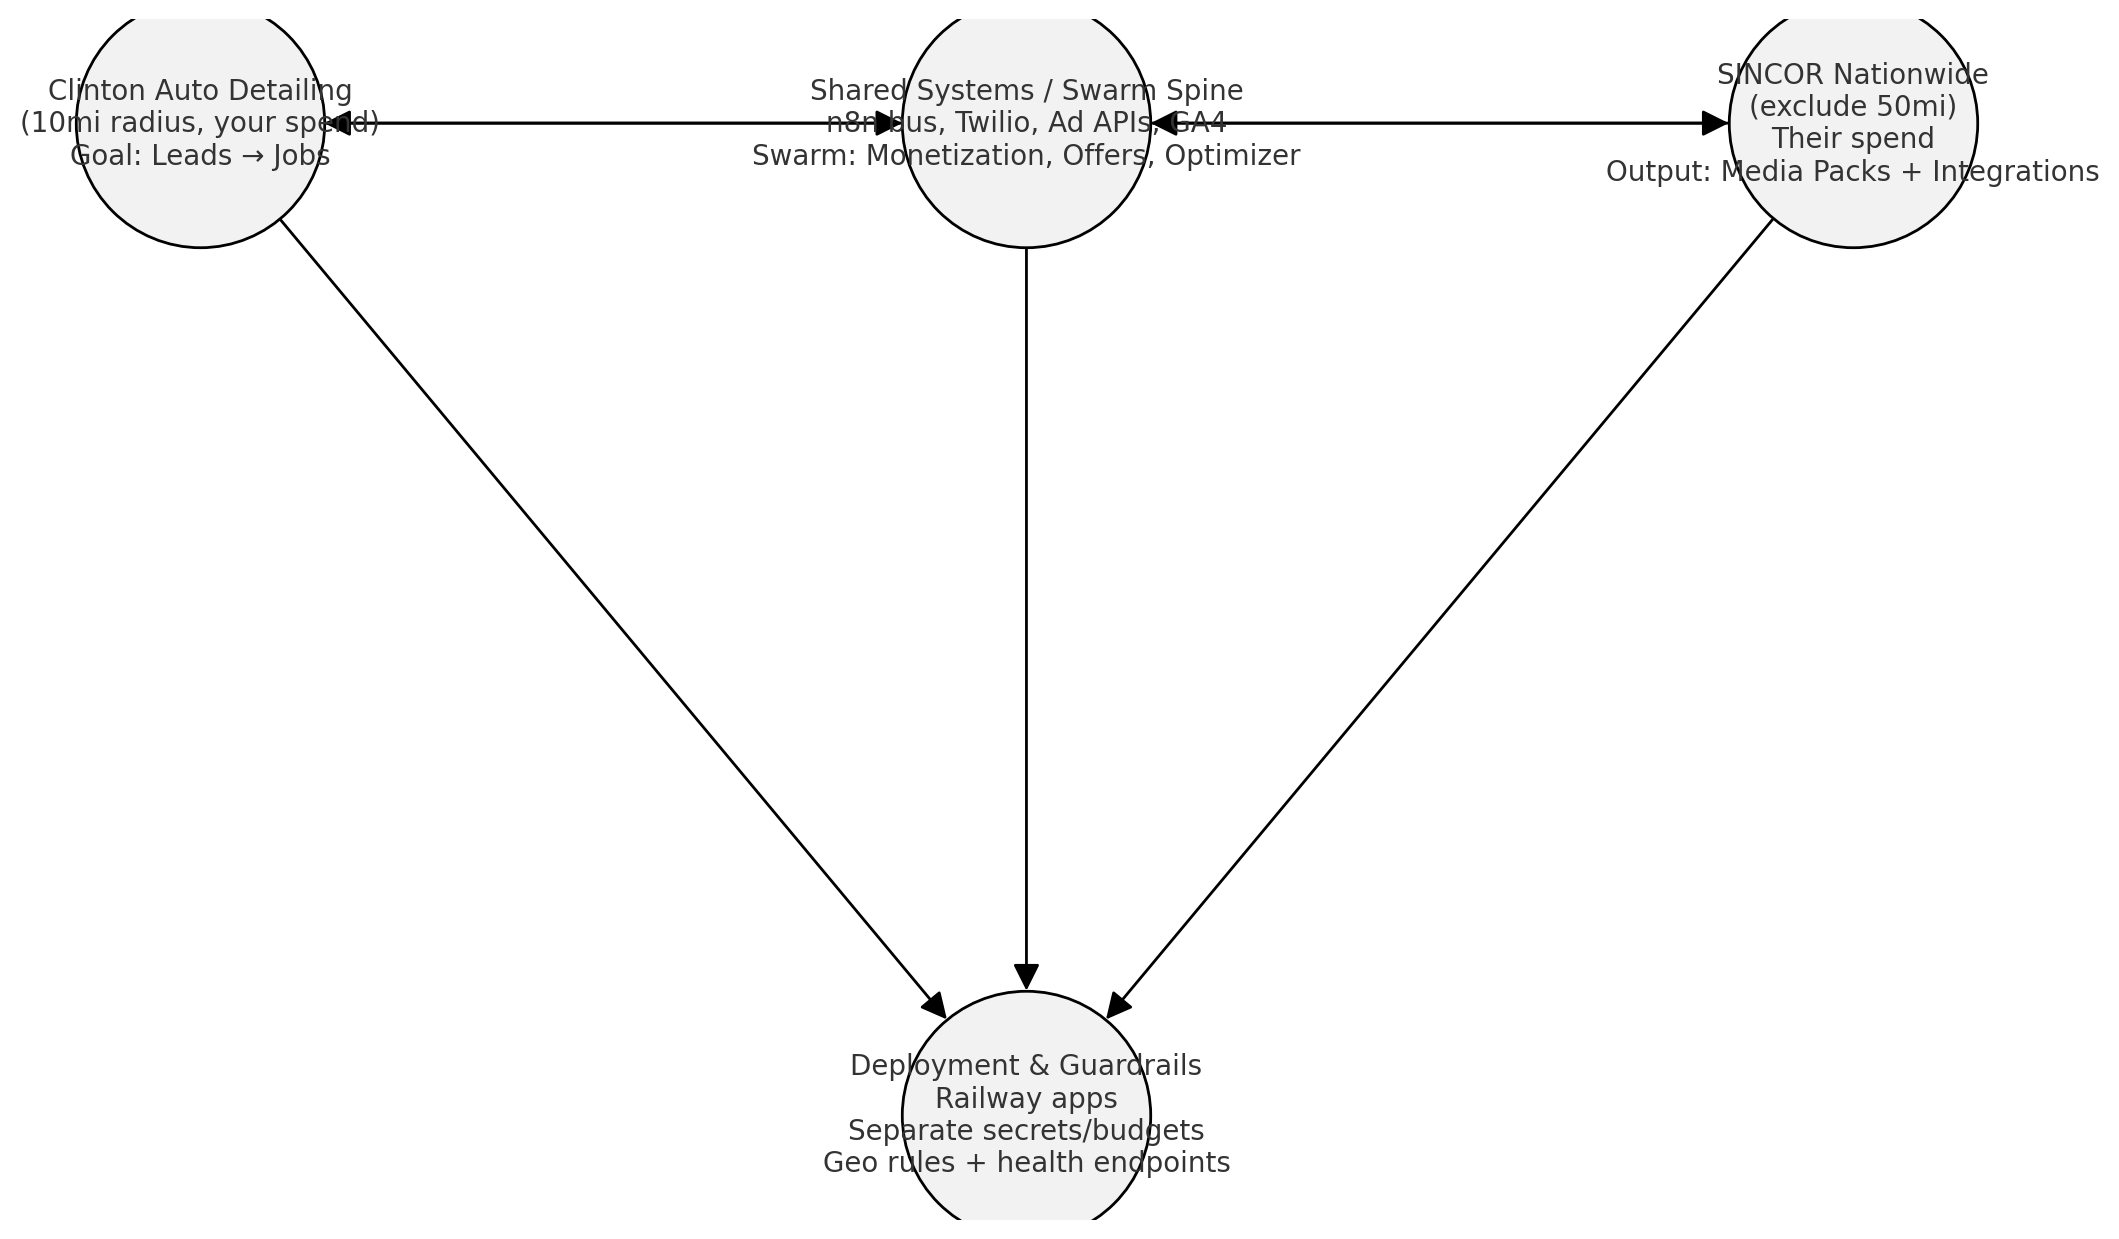 Clinton Auto Detailing
(10mi radius, your spend)
Goal: Leads → Jobs
Shared Systems / Swarm Spine
n8n bus, Twilio, Ad APIs, GA4
Swarm: Monetization, Offers, Optimizer
SINCOR Nationwide
(exclude 50mi)
Their spend
Output: Media Packs + Integrations
Deployment & Guardrails
Railway apps
Separate secrets/budgets
Geo rules + health endpoints